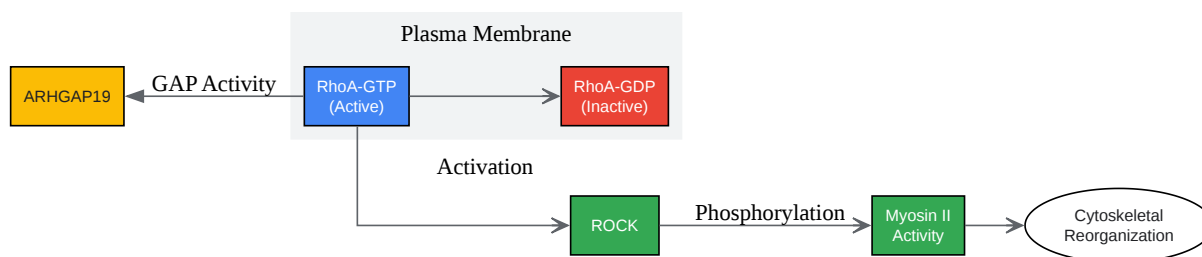 Plasma Membrane
ARHGAP19
GAP Activity
RhoA-GTP
(Active)
RhoA-GDP
(Inactive)
Activation
ROCK
Phosphorylation
Myosin II
Activity
Cytoskeletal
Reorganization